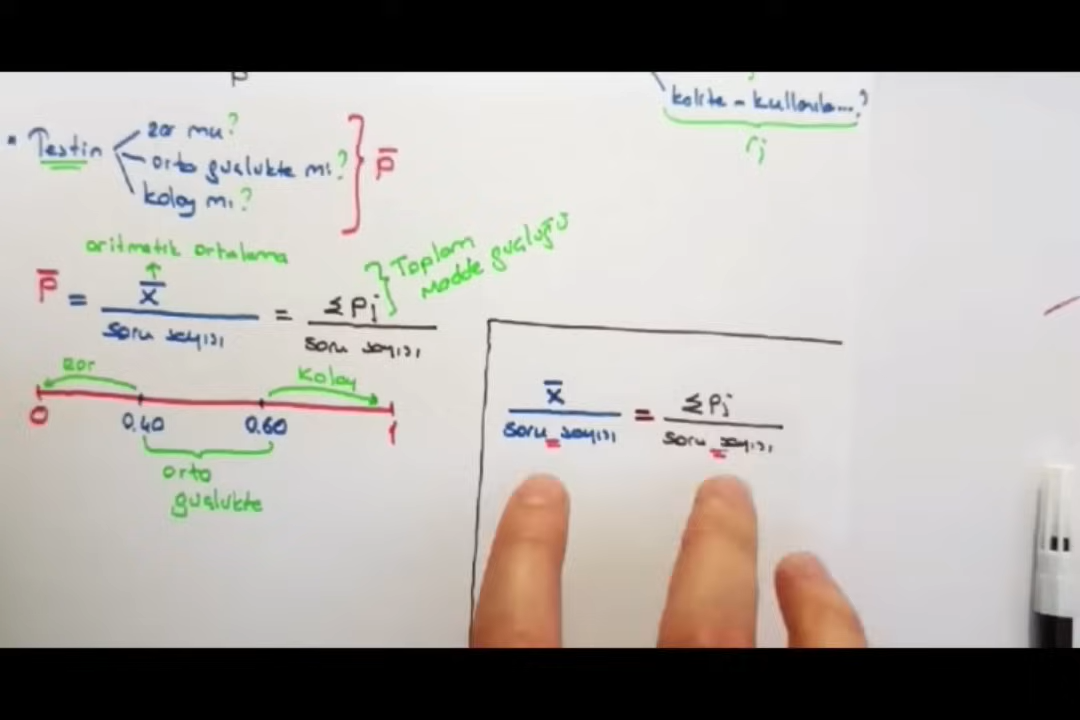 P
kalite - kullanıla...?
rj
• Testin
zor mu?
orta güçlükte mi?
kolay mı?
P̄
aritmetik ortalama
P̄ = x̄ / soru sayısı = ΣPj / soru sayısı
Toplam
madde güçlüğü
zor
kolay
0
0.40
0.60
1
orta
güçlükte
x̄ / soru sayısı = ΣPj / soru sayısı